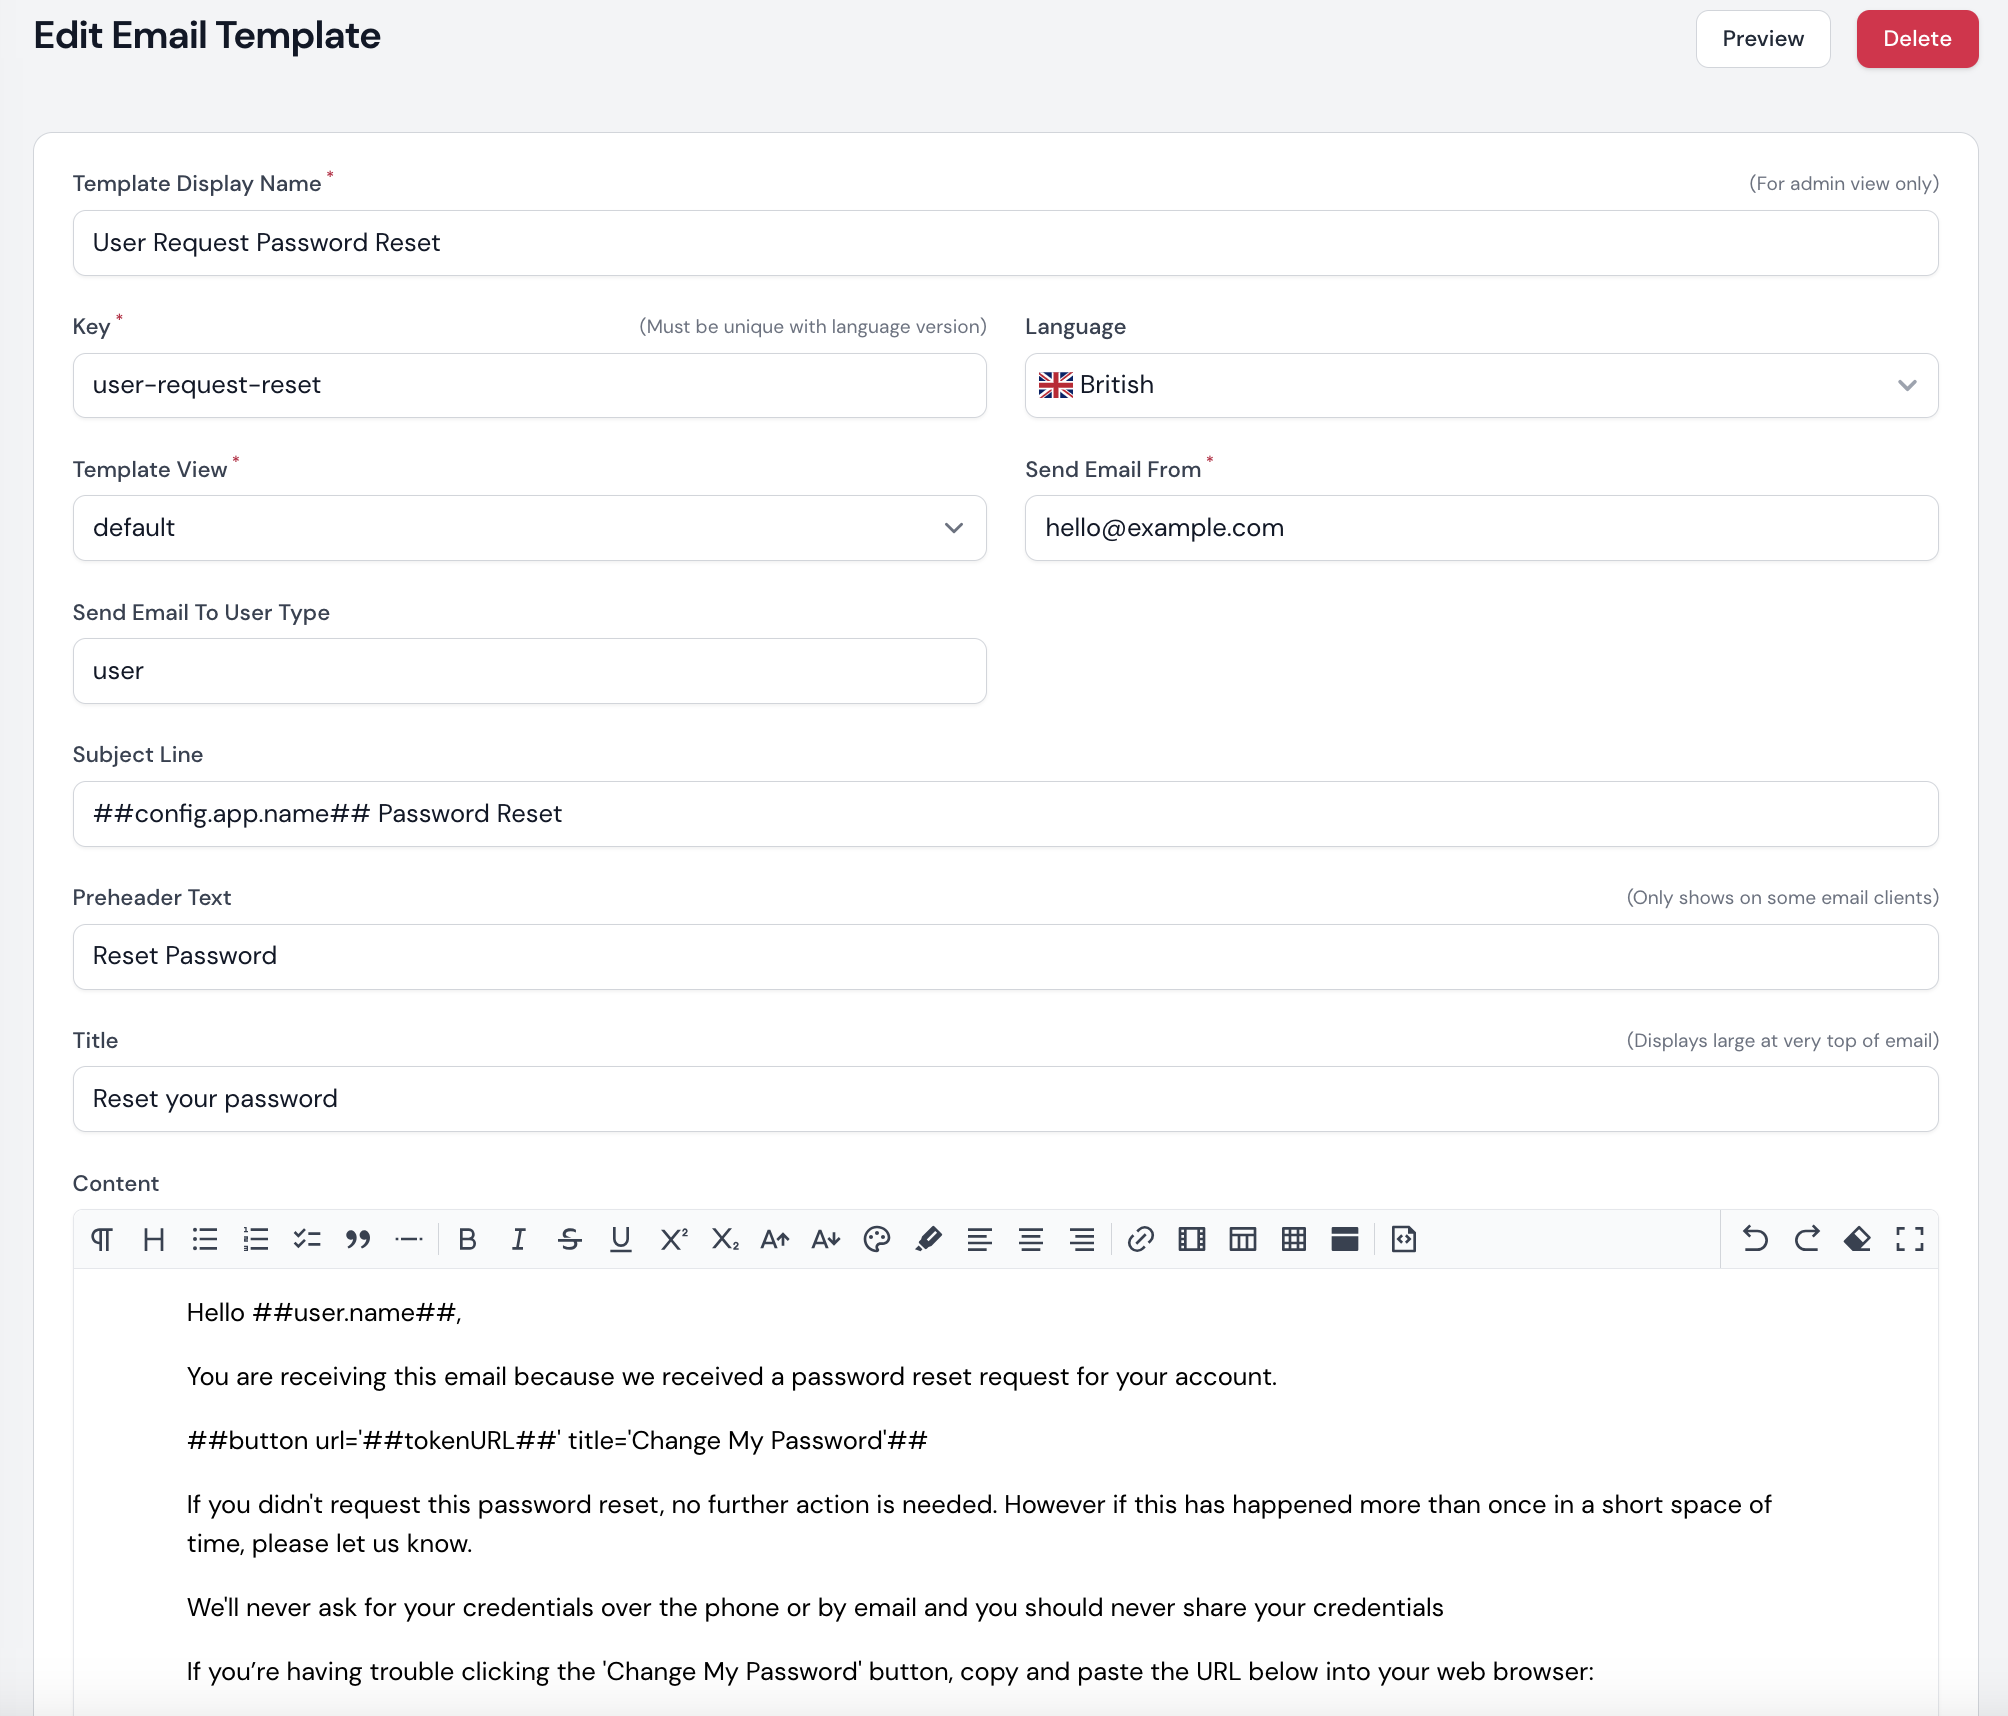 Edit Email Template
Preview
Delete
Template Display Name *
(For admin view only)
User Request Password Reset
Key *
(Must be unique with language version)
Language
user-request-reset
British
Template View *
Send Email From *
default
hello@example.com
Send Email To User Type
user
Subject Line
##config.app.name## Password Reset
Preheader Text
(Only shows on some email clients)
Reset Password
Title
(Displays large at very top of email)
Reset your password
Content
Hello ##user.name##,
You are receiving this email because we received a password reset request for your account.
##button url='##tokenURL##' title='Change My Password'##
If you didn't request this password reset, no further action is needed. However if this has happened more than once in a short space of
time, please let us know.
We'll never ask for your credentials over the phone or by email and you should never share your credentials
If you’re having trouble clicking the 'Change My Password' button, copy and paste the URL below into your web browser: